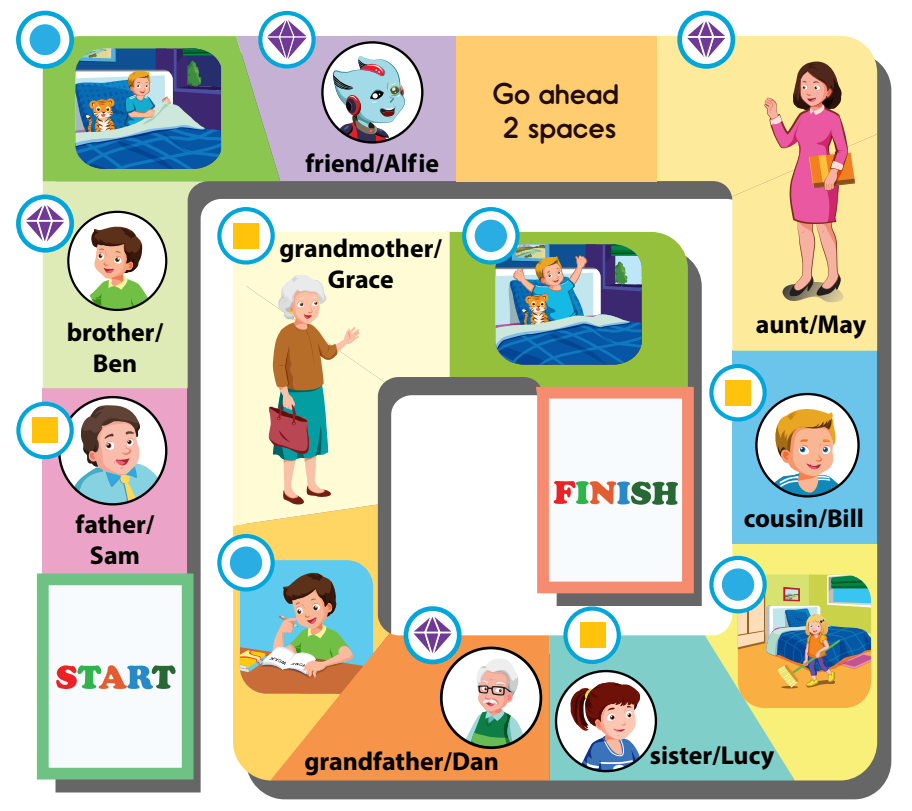 START
father/
Sam
brother/
Ben
friend/Alfie
Go ahead
2 spaces
aunt/May
cousin/Bill
sister/Lucy
grandfather/Dan
grandmother/
Grace
FINISH